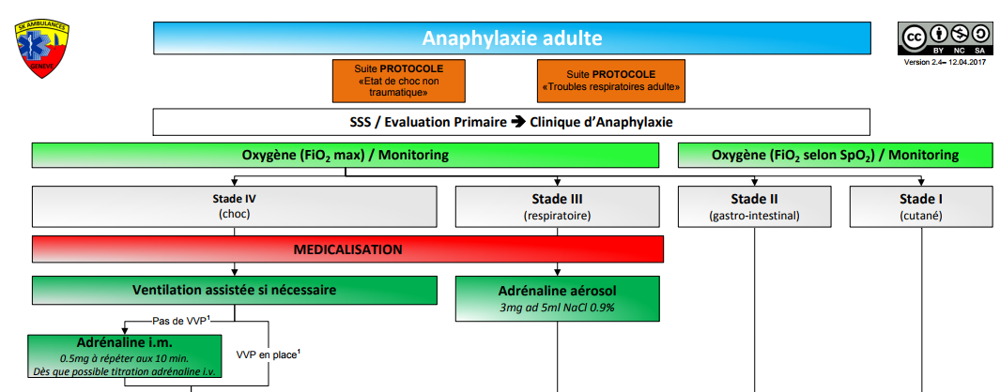 SK AMBULANCES
GENEVE
Anaphylaxie adulte
CC BY NC SA
Version 2.4– 12.04.2017
Suite PROTOCOLE
«Etat de choc non
traumatique»
Suite PROTOCOLE
«Troubles respiratoires adulte»
SSS / Evaluation Primaire ➔ Clinique d’Anaphylaxie
Oxygène (FiO₂ max) / Monitoring
Oxygène (FiO₂ selon SpO₂) / Monitoring
Stade IV
(choc)
Stade III
(respiratoire)
Stade II
(gastro-intestinal)
Stade I
(cutané)
MEDICALISATION
Ventilation assistée si nécessaire
Adrénaline aérosol
3mg ad 5ml NaCl 0.9%
Pas de VVP¹
VVP en place¹
Adrénaline i.m.
0.5mg à répéter aux 10 min.
Dès que possible titration adrénaline i.v.